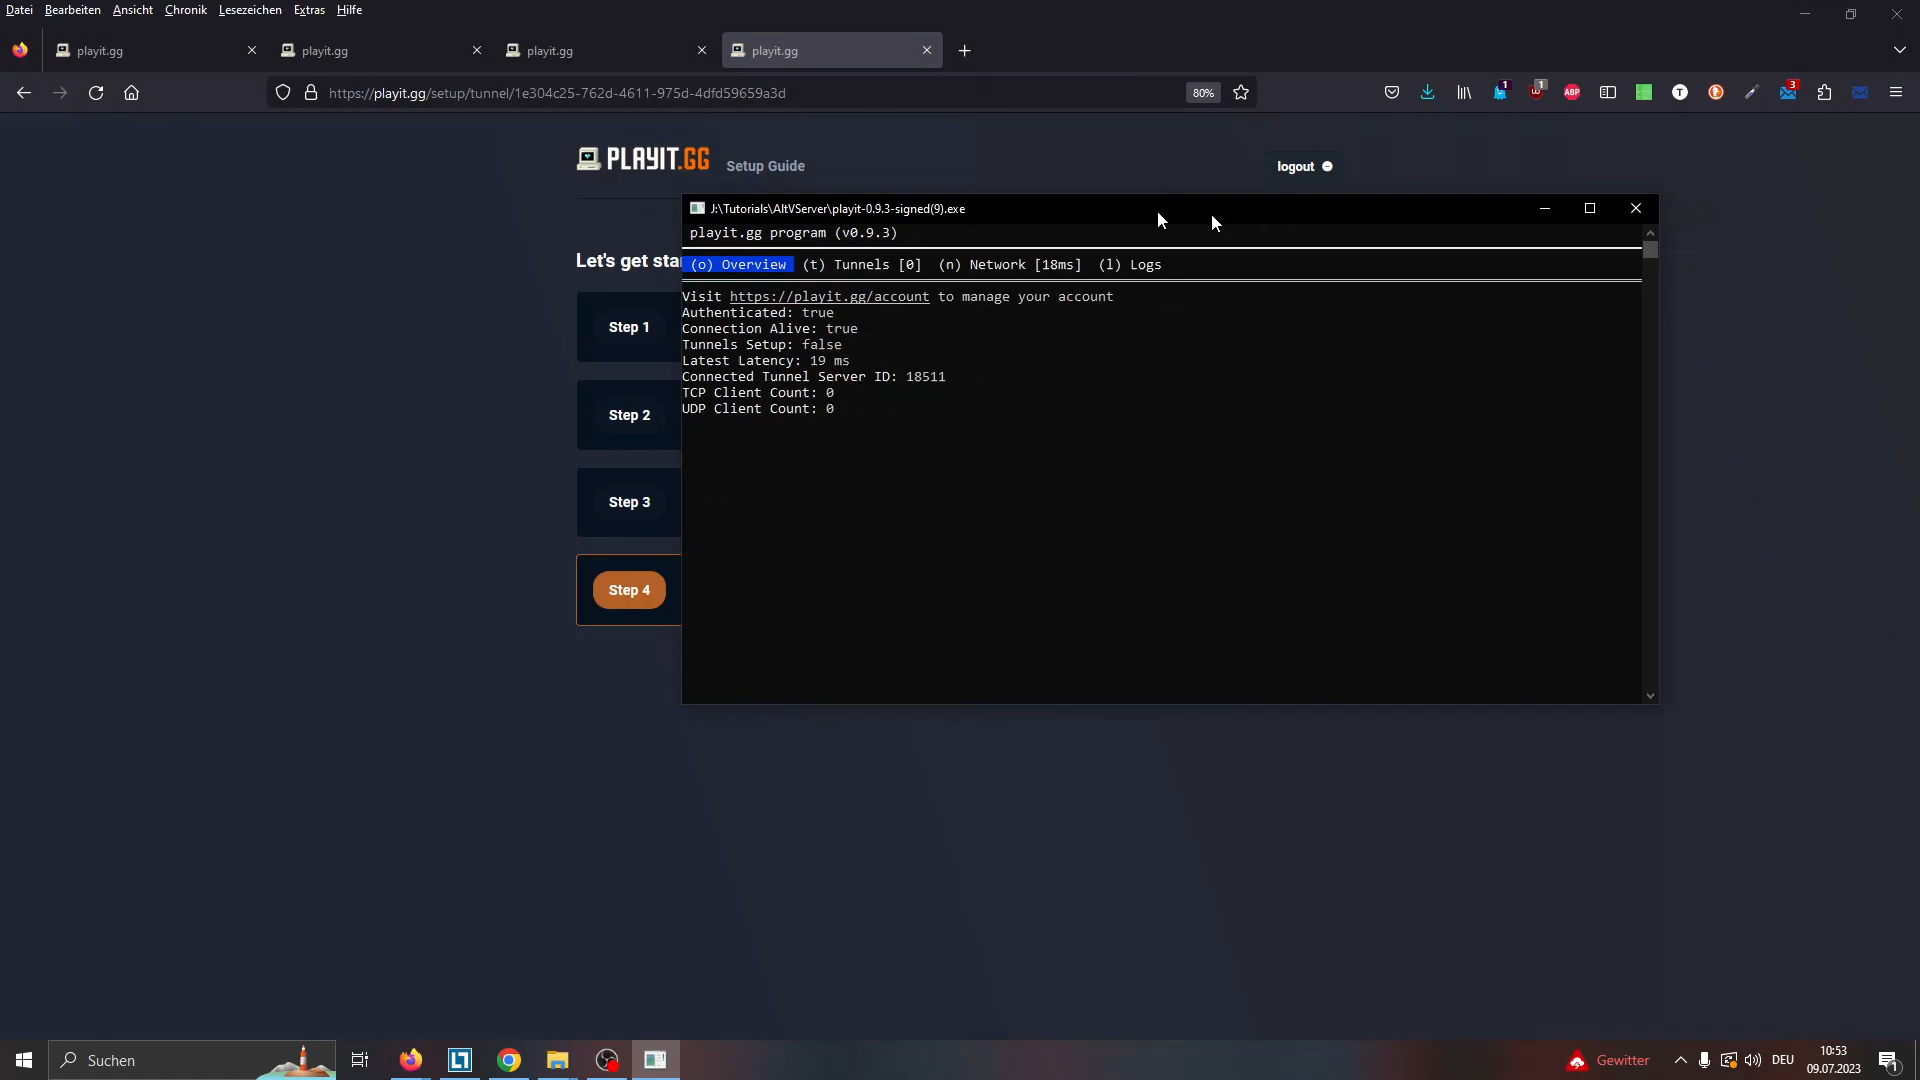 Datei Bearbeiten Ansicht Chronik Lesezeichen Extras Hilfe
playit.gg playit.gg playit.gg playit.gg
https://playit.gg/setup/tunnel/1e304c25-762d-4611-975d-4dfd59659a3d 80% 1 1 ABP T 3
PLAYIT.GG Setup Guide logout
J:\Tutorials\AltVServer\playit-0.9.3-signed(9).exe
playit.gg program (v0.9.3)
Let's get sta
(o) Overview (t) Tunnels [0] (n) Network [18ms] (l) Logs
Visit https://playit.gg/account to manage your account
Authenticated: true
Connection Alive: true
Tunnels Setup: false
Latest Latency: 19 ms
Connected Tunnel Server ID: 18511
TCP Client Count: 0
UDP Client Count: 0
Step 1
Step 2
Step 3
Step 4
Suchen Gewitter DEU 10:53
09.07.2023 1